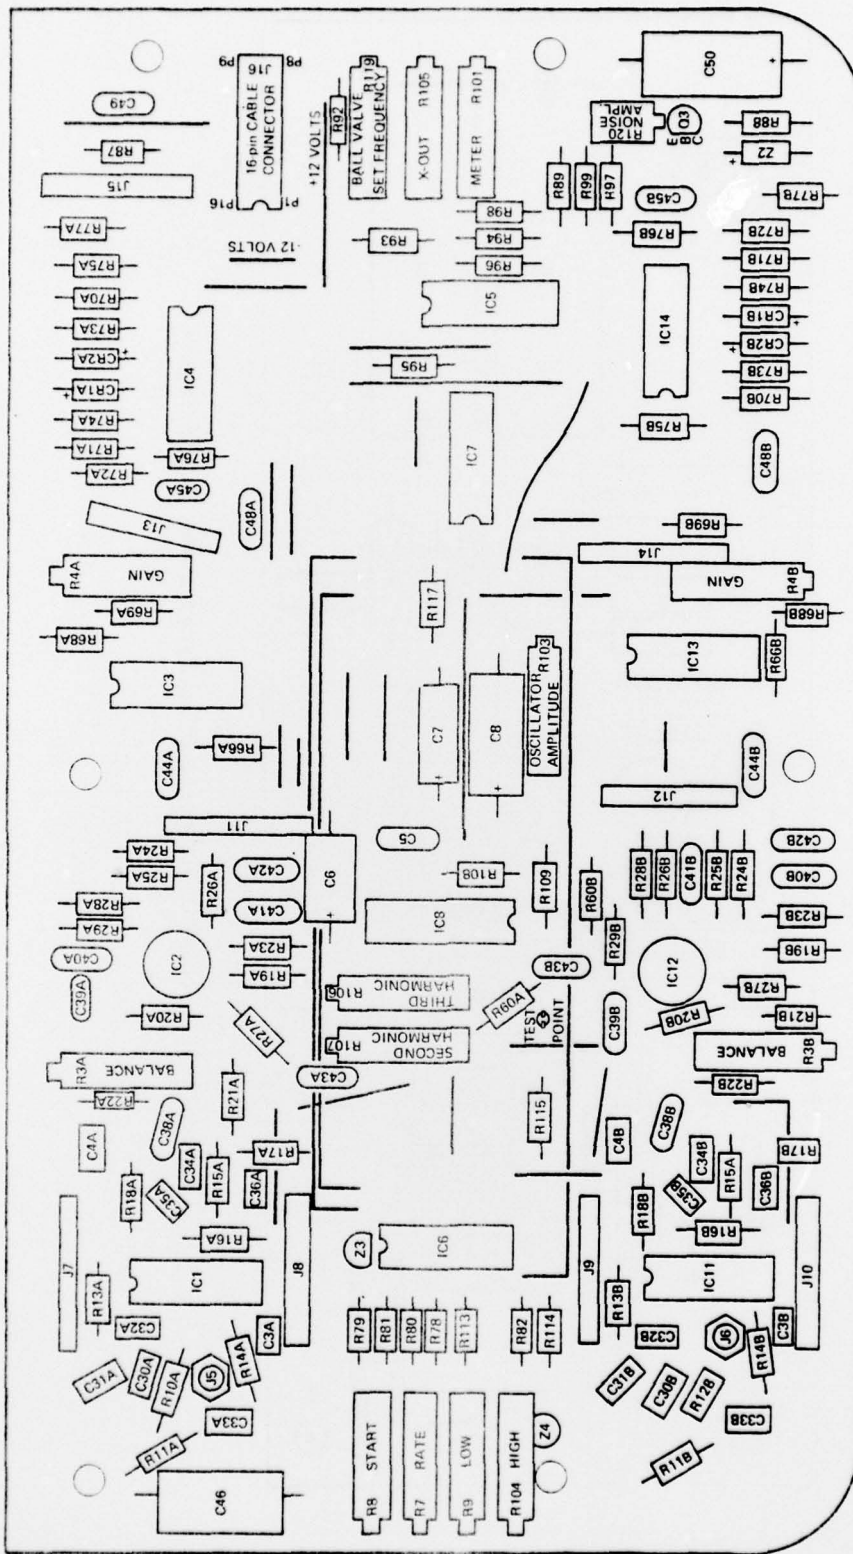 P9
P8
J16
16-pin CABLE
CONNECTOR
P16
P1
C49
R87
J15
+12 VOLTS
-12 VOLTS
R92
R119
BALL VALVE
SET FREQUENCY
R105
X-OUT
R101
METER
C50
R120
NOISE
AMPL
Q3
E
B
C
R88
Z2
+
+
R89
R99
R97
C45B
R77B
R77A
R75A
R70A
R73A
CR2A
+
CR1A
+
R74A
R71A
R72A
IC4
R76A
C45A
C48A
J13
R93
R98
R94
R96
IC5
R95
IC7
R76B
IC14
R72B
R71B
R74B
CR1B
+
CR2B
+
R73B
R70B
R75B
C48B
R69B
J14
R4A
GAIN
R69A
R68A
IC3
R117
GAIN
R4B
R68B
IC13
R66B
C7
+
C8
+
R103
OSCILLATOR
AMPLITUDE
C44A
R66A
J11
C44B
J12
R24A
R25A
R26A
R28A
R29A
C42A
C41A
C6
+
C5
R108
R109
R60B
R28B
R26B
C41B
R25B
R24B
C42B
C40B
R23B
C40A
C39A
IC2
R23A
R19A
IC8
R29B
R19B
C43B
IC12
R20A
R27A
R106
THIRD
HARMONIC
R60A
R107
SECOND
HARMONIC
TEST
POINT
C39B
R20B
R27B
R21B
R3A
BALANCE
R22A
C43A
R21A
BALANCE
R3B
R22B
C4A
C38A
C34A
R15A
R17A
C36A
R18A
C35A
R16A
R115
C4B
C38B
C34B
R15A
R17B
C36B
C35B
R18B
R16B
J7
IC1
J8
Z3
IC6
J9
IC11
J10
R13A
C32A
C3A
R79
R81
R80
R78
R113
R82
R114
R13B
C32B
J6
C3B
R14B
C31A
C30A
R10A
J5
R14A
C33A
C31B
C30B
R12B
C33B
R11A
R11B
C46
R8 START
R7 RATE
R9 LOW
R104 HIGH
Z4